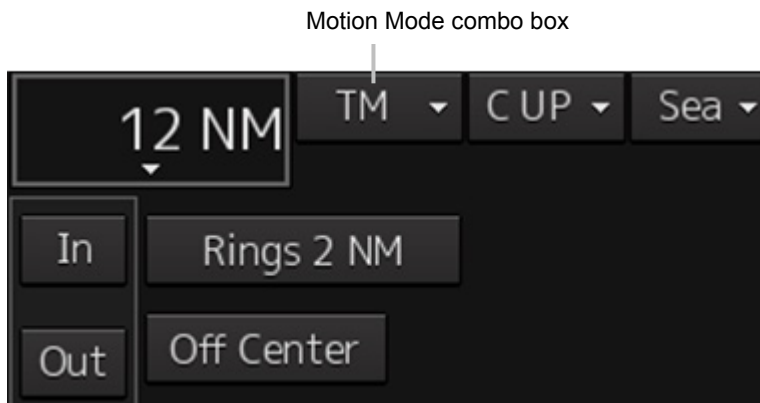 Motion Mode combo box
12 NM
TM
C UP
Sea
In
Rings 2 NM
Out
Off Center